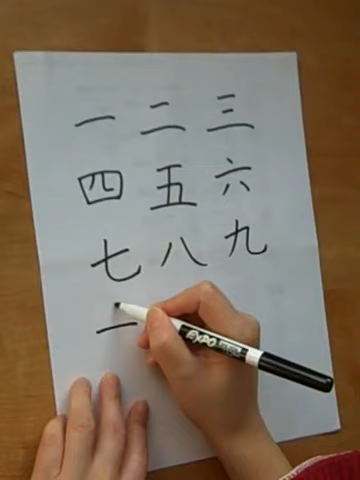 一 二 三
四 五 六
七 八 九
一
EXPO